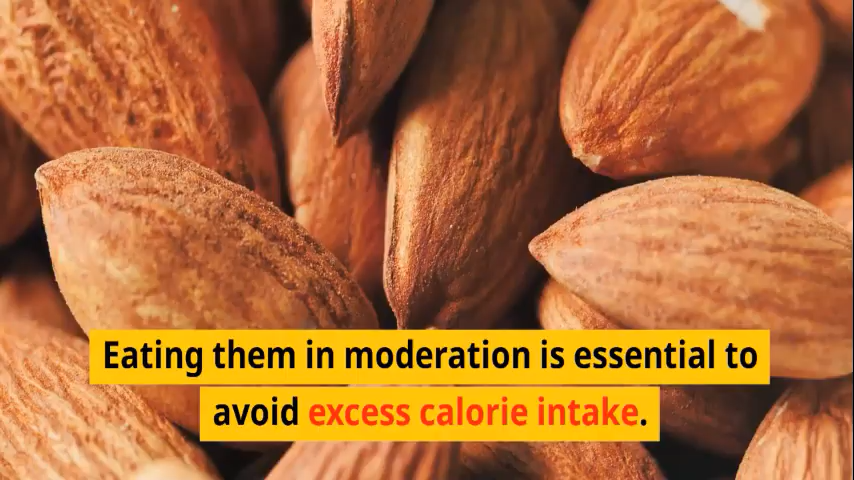 Eating them in moderation is essential to
avoid excess calorie intake.